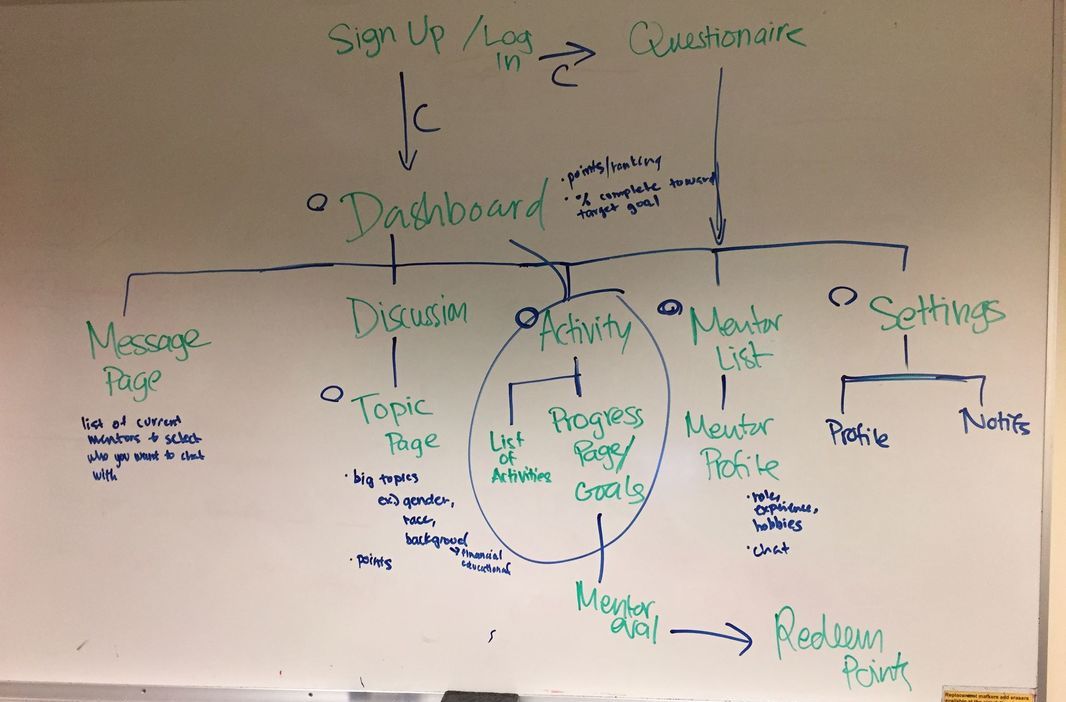 Sign Up / Log
In
C
Questionaire
C
Dashboard
• points/ranking
• % complete toward
target goal
Message
Page
list of current
mentors to select
who you want to chat
with
Discussion
Topic
Page
• big topics
ex:) gender,
race,
backgroud
→ financial
educational
• points
Activity
List
of
Activities
Progress
Page/
Goals
Mentor
eval
Redeem
Points
Mentor
List
Mentor
Profile
• role,
experience,
hobbies
• chat
Settings
Profile
Notifs
Replacement markers and erasers